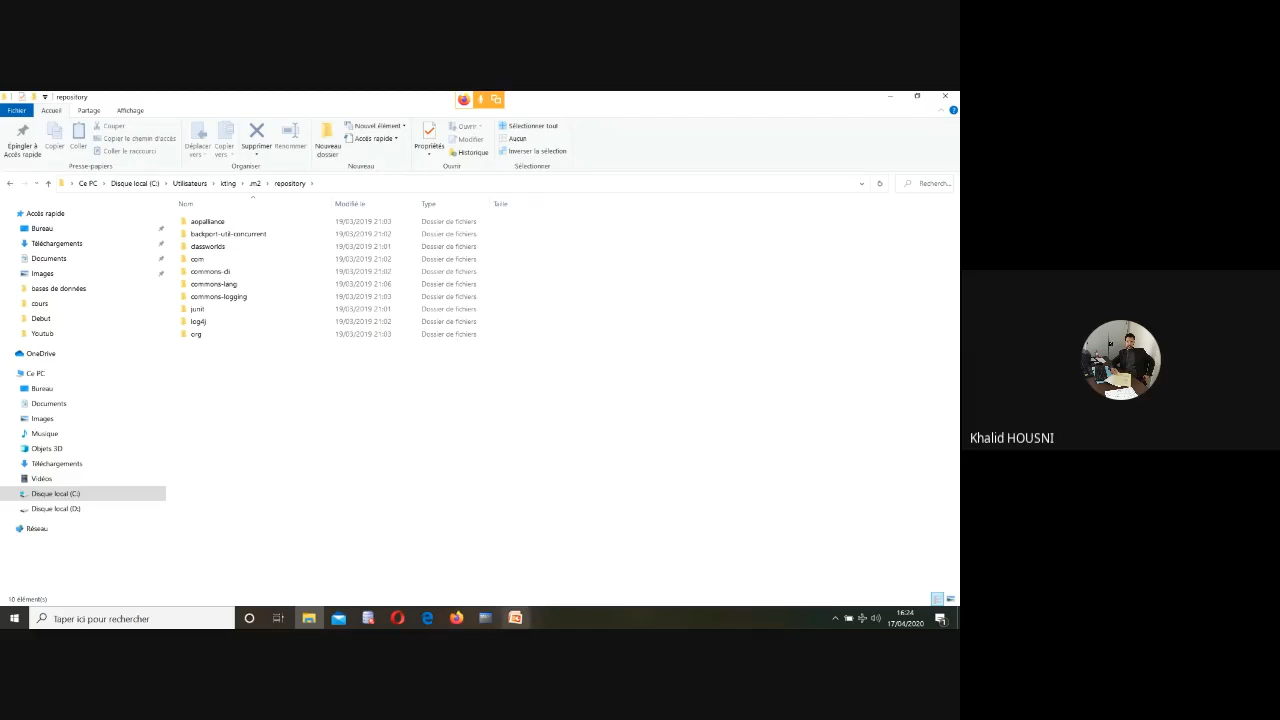 repository
Fichier Accueil Partage Affichage
Épingler à Accès rapide
Copier
Coller
Couper
Copier le chemin d'accès
Coller le raccourci
Presse-papiers
Déplacer vers
Copier vers
Supprimer
Renommer
Organiser
Nouveau dossier
Nouvel élément
Accès rapide
Nouveau
Propriétés
Ouvrir
Modifier
Historique
Ouvrir
Sélectionner tout
Aucun
Inverser la sélection
Sélectionner
Ce PC > Disque local (C:) > Utilisateurs > > .m2 > repository >
Recherch...
Accès rapide
Bureau
Téléchargements
Documents
Images
bases de données
cours
Debut
Youtub
OneDrive
Ce PC
Bureau
Documents
Images
Musique
Objets 3D
Téléchargements
Vidéos
Disque local (C:)
Disque local (D:)
Réseau
Nom Modifié le Type Taille
aopalliance 19/03/2019 21:03 Dossier de fichiers
backport-util-concurrent 19/03/2019 21:02 Dossier de fichiers
classworlds 19/03/2019 21:01 Dossier de fichiers
com 19/03/2019 21:02 Dossier de fichiers
commons-cli 19/03/2019 21:02 Dossier de fichiers
commons-lang 19/03/2019 21:06 Dossier de fichiers
commons-logging 19/03/2019 21:03 Dossier de fichiers
junit 19/03/2019 21:01 Dossier de fichiers
log4j 19/03/2019 21:02 Dossier de fichiers
org 19/03/2019 21:03 Dossier de fichiers
10 élément(s)
Taper ici pour rechercher
16:24
17/04/2020
Khalid HOUSNI